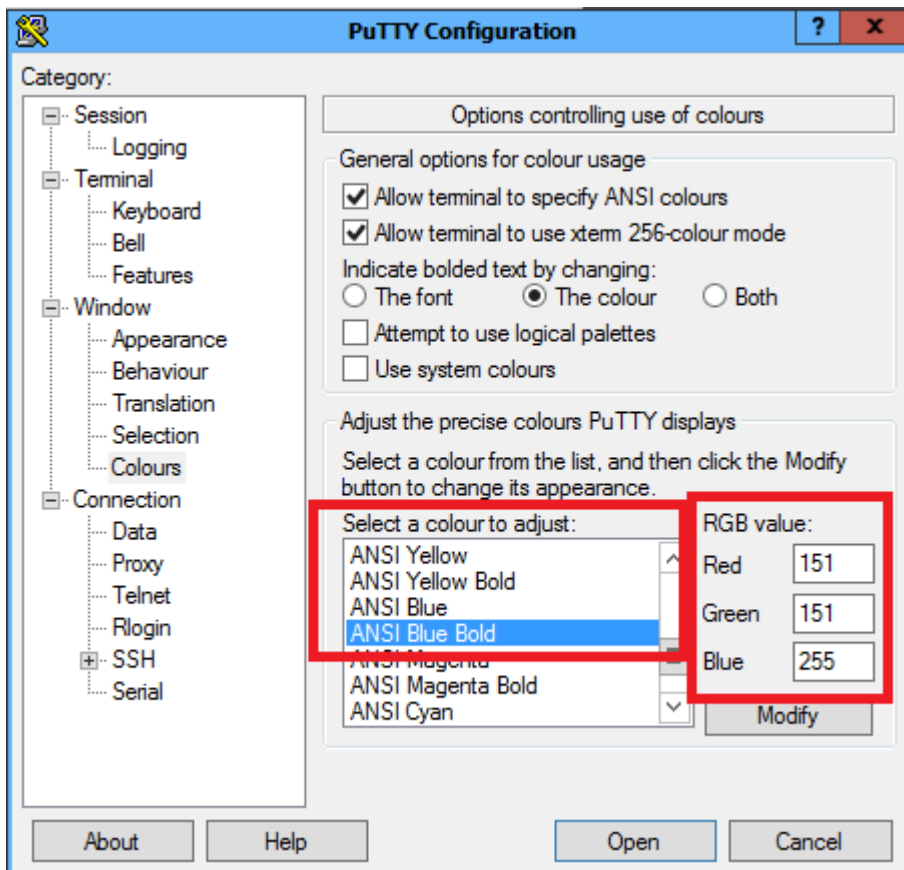 PuTTY Configuration
?
x
Category:
Session
Logging
Terminal
Keyboard
Bell
Features
Window
Appearance
Behaviour
Translation
Selection
Colours
Connection
Data
Proxy
Telnet
Rlogin
SSH
Serial
Options controlling use of colours
General options for colour usage
Allow terminal to specify ANSI colours
Allow terminal to use xterm 256-colour mode
Indicate bolded text by changing:
The font The colour Both
Attempt to use logical palettes
Use system colours
Adjust the precise colours PuTTY displays
Select a colour from the list, and then click the Modify
button to change its appearance.
Select a colour to adjust:
ANSI Yellow
ANSI Yellow Bold
ANSI Blue
ANSI Blue Bold
ANSI Magenta
ANSI Magenta Bold
ANSI Cyan
RGB value:
Red 151
Green 151
Blue 255
Modify
About Help Open Cancel